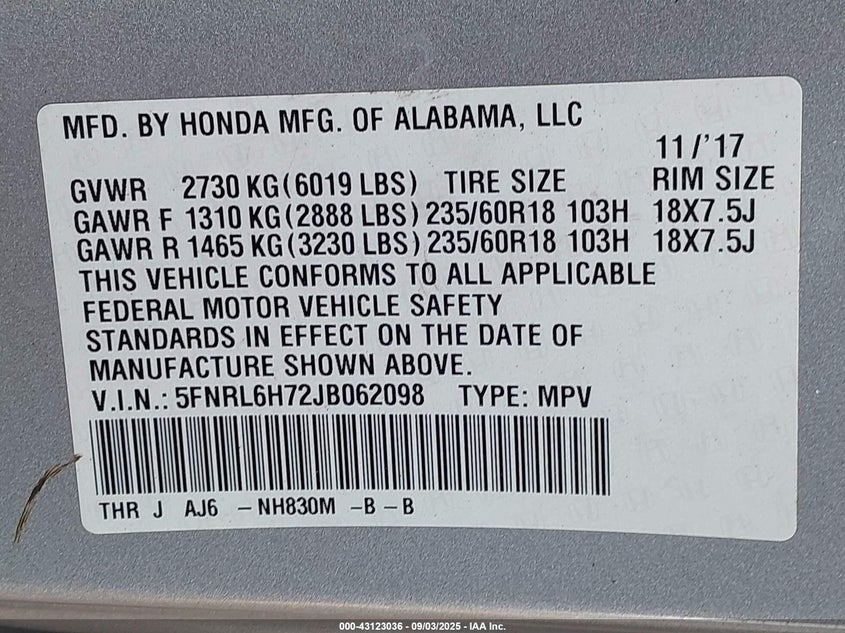 MFD. BY HONDA MFG. OF ALABAMA, LLC
11/'17
GVWR 2730 KG (6019 LBS) TIRE SIZE RIM SIZE
GAWR F 1310 KG (2888 LBS) 235/60R18 103H 18X7.5J
GAWR R 1465 KG (3230 LBS) 235/60R18 103H 18X7.5J
THIS VEHICLE CONFORMS TO ALL APPLICABLE
FEDERAL MOTOR VEHICLE SAFETY
STANDARDS IN EFFECT ON THE DATE OF
MANUFACTURE SHOWN ABOVE.
V.I.N.: 5FNRL6H72JB062098 TYPE: MPV
THR J AJ6 -NH830M -B-B
000-43123036 - 09/03/2025 - IAA Inc.